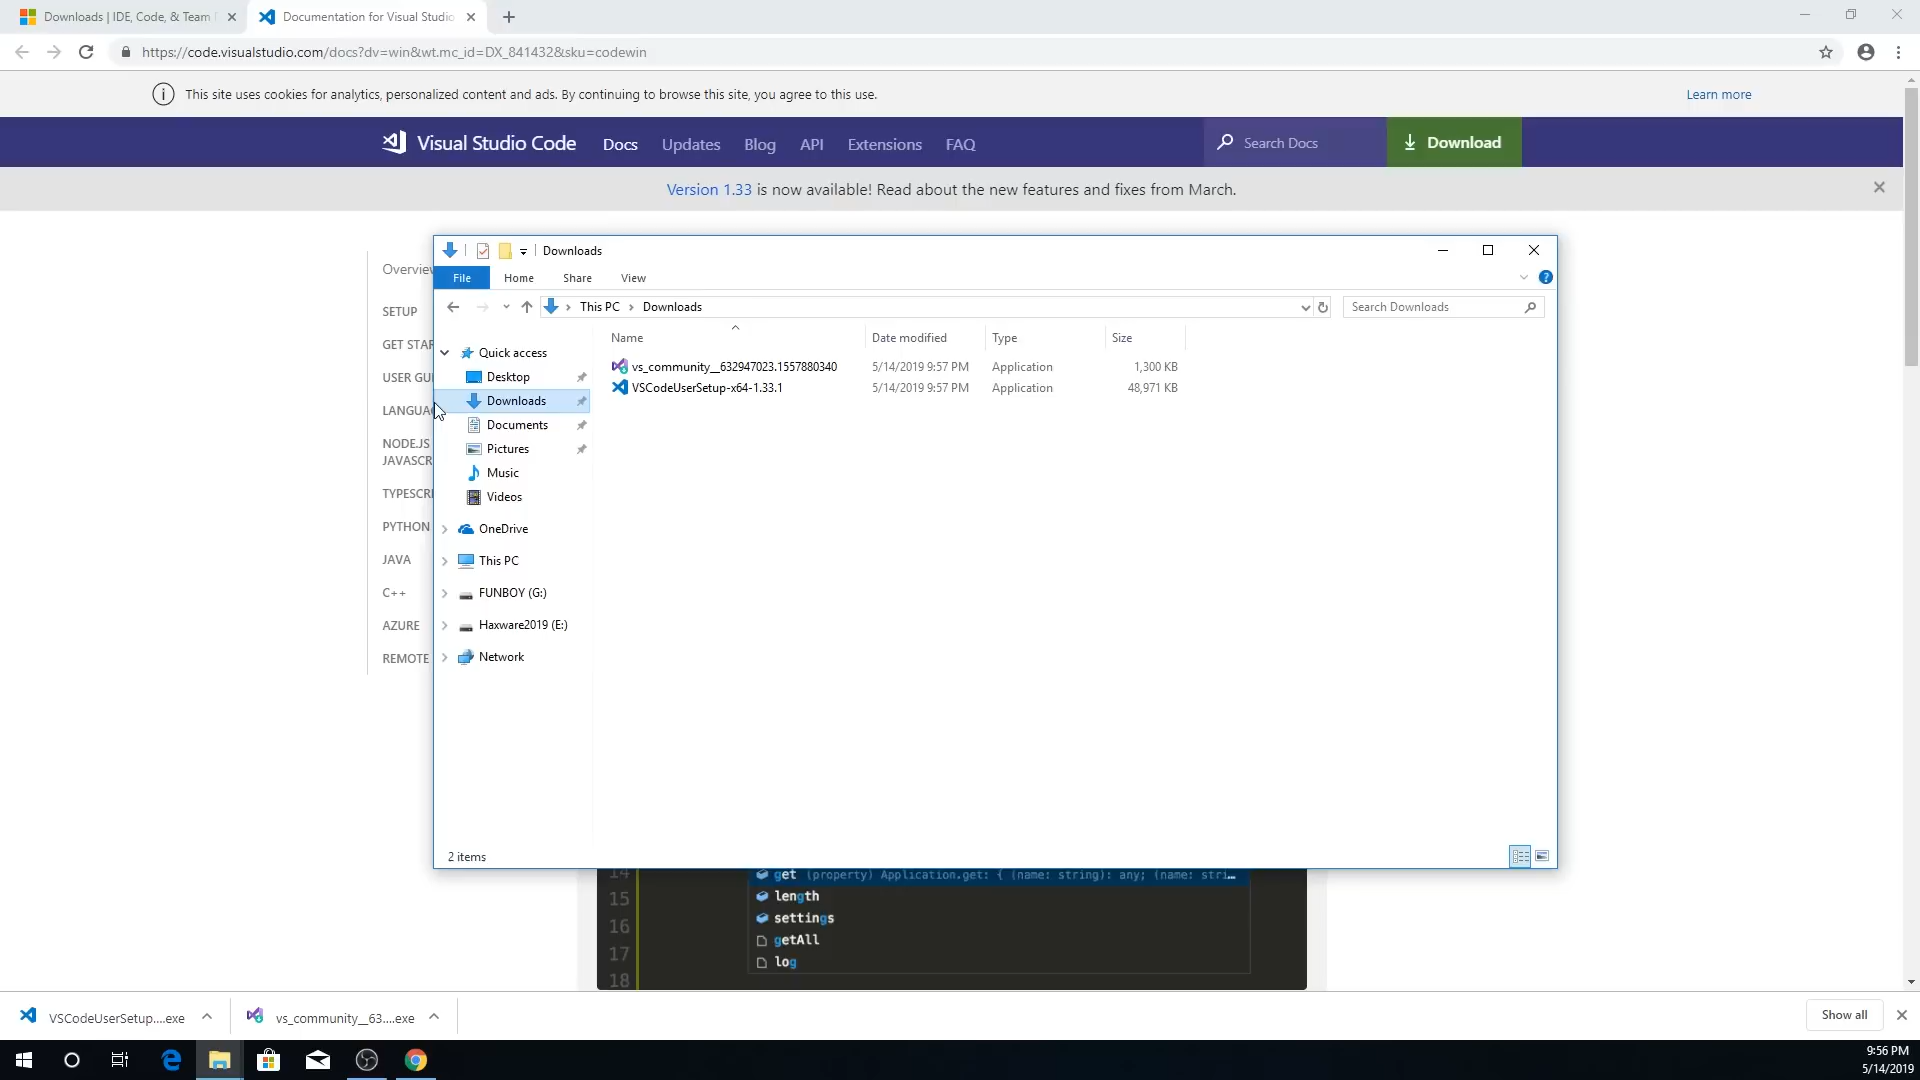 Downloads | IDE, Code, & Team
Documentation for Visual Studio
https://code.visualstudio.com/docs?dv=win&wt.mc_id=DX_841432&sku=codewin
This site uses cookies for analytics, personalized content and ads. By continuing to browse this site, you agree to this use.
Learn more
Visual Studio Code
Docs
Updates
Blog
API
Extensions
FAQ
Search Docs
Download
Version 1.33 is now available! Read about the new features and fixes from March.
Overview
SETUP
GET STAR
USER GUI
LANGUAG
NODE.JS
JAVASCR
TYPESCRI
PYTHON
JAVA
C++
AZURE
REMOTE
Downloads
File
Home
Share
View
This PC
Downloads
Search Downloads
Name
Date modified
Type
Size
Quick access
Desktop
Downloads
Documents
Pictures
Music
Videos
OneDrive
This PC
FUNBOY (G:)
Haxware2019 (E:)
Network
vs_community__632947023.1557880340 5/14/2019 9:57 PM Application 1,300 KB
VSCodeUserSetup-x64-1.33.1 5/14/2019 9:57 PM Application 48,971 KB
2 items
14
15
16
17
18
get (property) Application.get: { (name: string): any; (name: stri…
length
settings
getAll
log
VSCodeUserSetup....exe
vs_community__63....exe
Show all
9:56 PM
5/14/2019